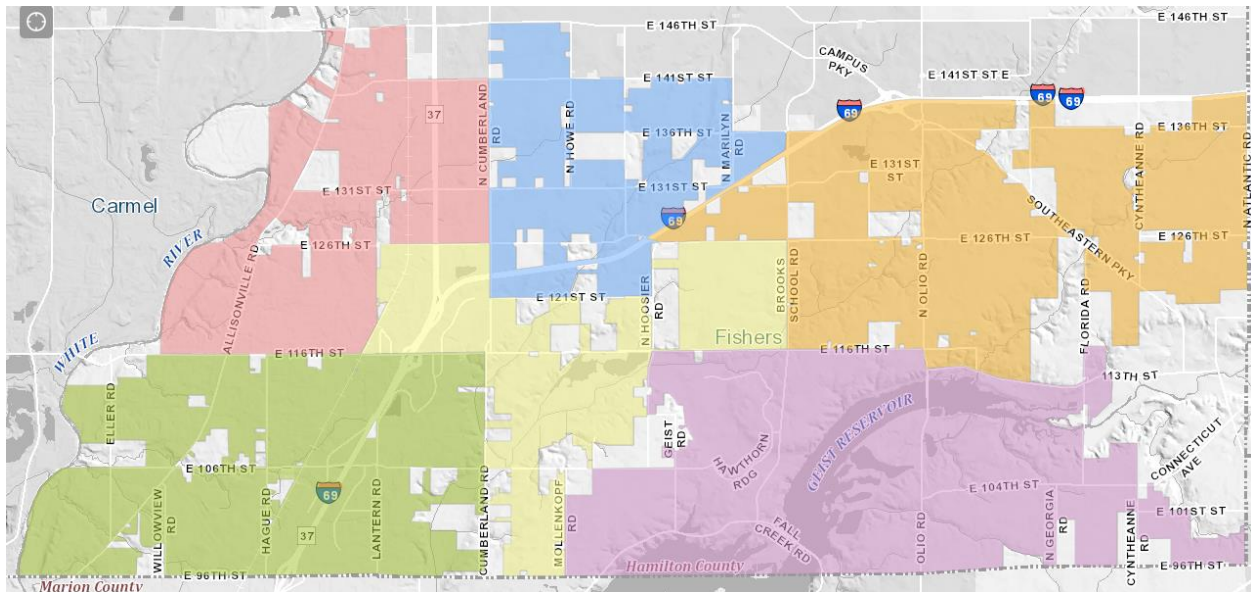 E 146TH ST
E 146TH ST
CAMPUS
PKY
E 141ST ST
E 141ST ST E
69
69
69
37
N CUMBERLAND
RD
N HOWE RD
E 136TH ST
N MARILYN
RD
E 136TH ST
CYNTHEANNE RD
N ATLANTIC RD
E 131ST
ST
E 131ST ST
E 131ST ST
Carmel
69
SOUTHEASTERN PKY
RIVER
ALLISONVILLE RD
E 126TH ST
E 126TH ST
E 126TH ST
BROOKS
SCHOOL RD
N OLIO RD
FLORIDA RD
E 121ST ST
N HOOSIER
RD
WHITE
Fishers
E 116TH ST
E 116TH ST
113TH ST
ELLER RD
GEIST
RD
HAWTHORN
RDG
GEIST RESERVOIR
CONNECTICUT
AVE
E 106TH ST
69
37
WILLOWVIEW
RD
HAGUE RD
LANTERN RD
CUMBERLAND RD
MOLLENKOPF
RD
FALL
CREEK RD
OLIO RD
E 104TH ST
N GEORGIA
RD
CYNTHEANNE
RD
E 101ST ST
E 96TH ST
Hamilton County
E 96TH ST
Marion County